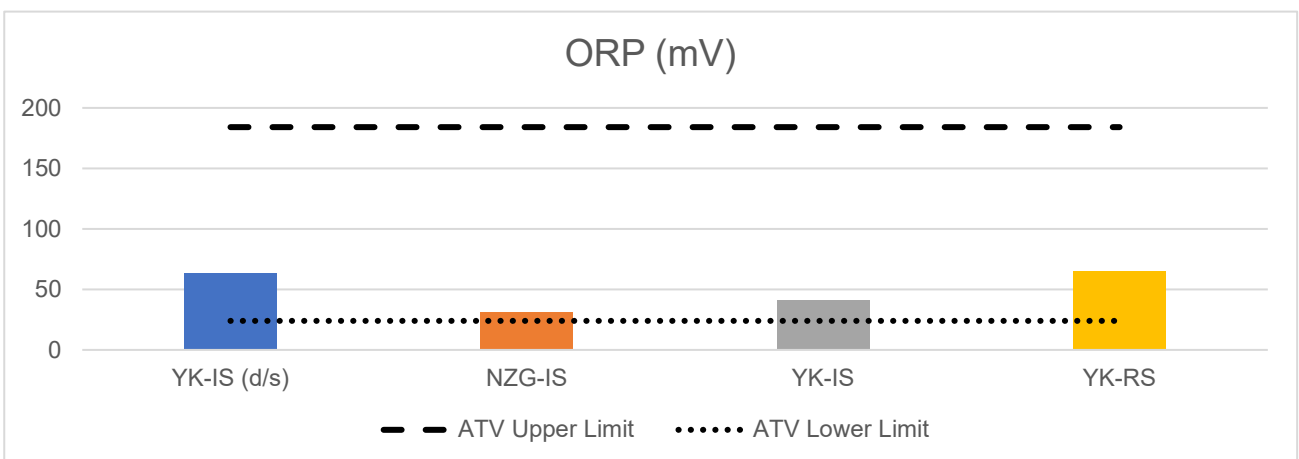 ORP (mV)
200
150
100
50
0
YK-IS (d/s) NZG-IS YK-IS YK-RS
ATV Upper Limit ATV Lower Limit